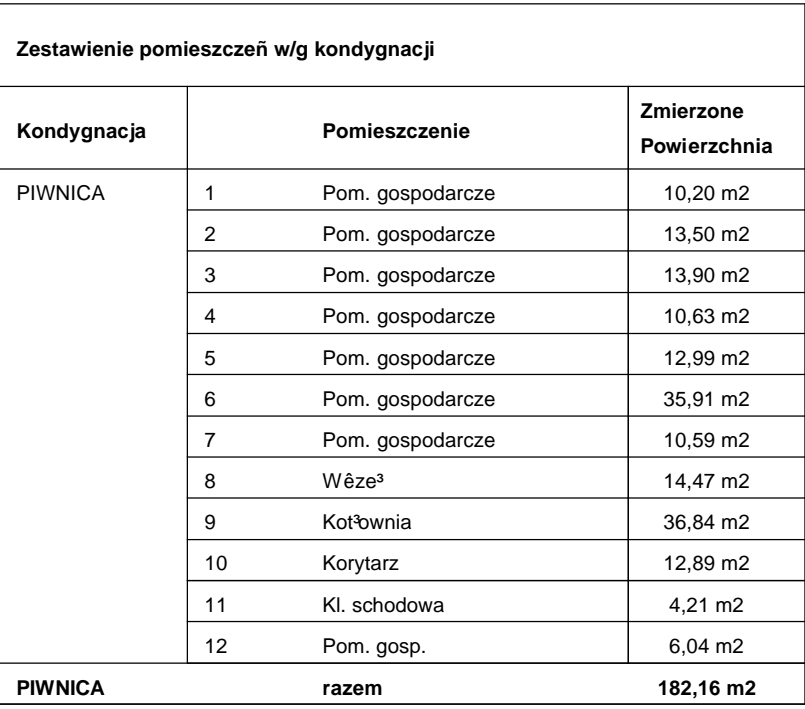 Zestawienie pomieszczeñ w/g kondygnacji
Kondygnacja Pomieszczenie Zmierzone Powierzchnia
PIWNICA 1 Pom. gospodarcze 10,20 m2
2 Pom. gospodarcze 13,50 m2
3 Pom. gospodarcze 13,90 m2
4 Pom. gospodarcze 10,63 m2
5 Pom. gospodarcze 12,99 m2
6 Pom. gospodarcze 35,91 m2
7 Pom. gospodarcze 10,59 m2
8 Wêze³ 14,47 m2
9 Kot³ownia 36,84 m2
10 Korytarz 12,89 m2
11 Kl. schodowa 4,21 m2
12 Pom. gosp. 6,04 m2
PIWNICA razem 182,16 m2